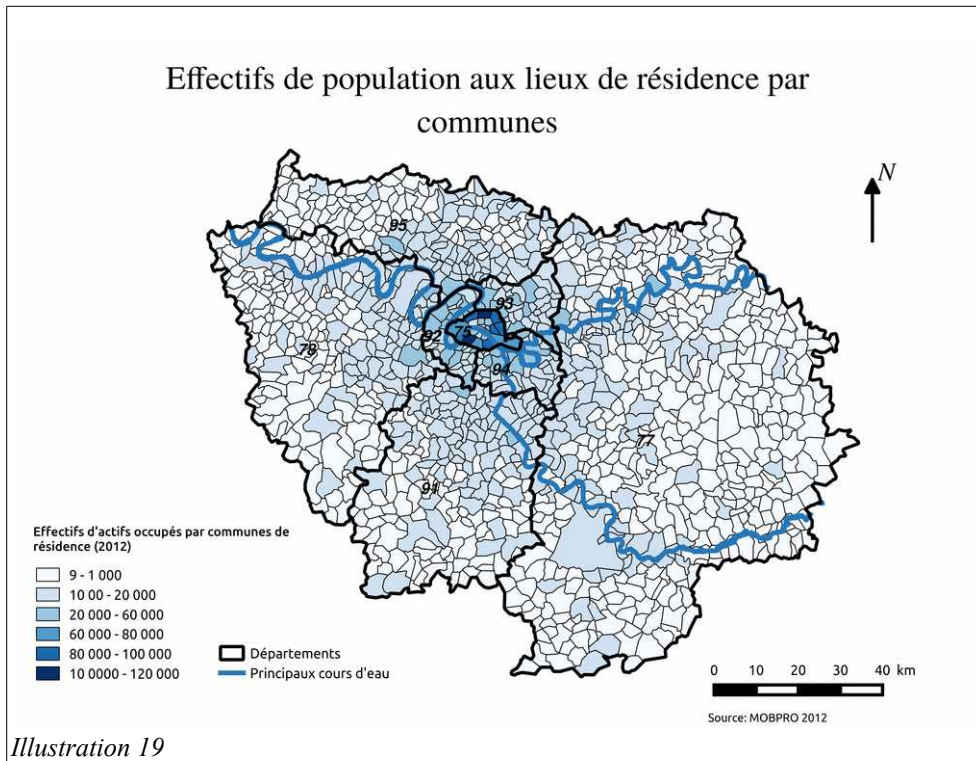 Effectifs de population aux lieux de résidence par
communes
N
95
93
75
92
78
94
77
91
Effectifs d'actifs occupés par communes de
résidence (2012)
9 - 1 000
10 00 - 20 000
20 000 - 60 000
60 000 - 80 000
80 000 - 100 000
10 0000 - 120 000
Départements
Principaux cours d'eau
0 10 20 30 40 km
Source: MOBPRO 2012
Illustration 19